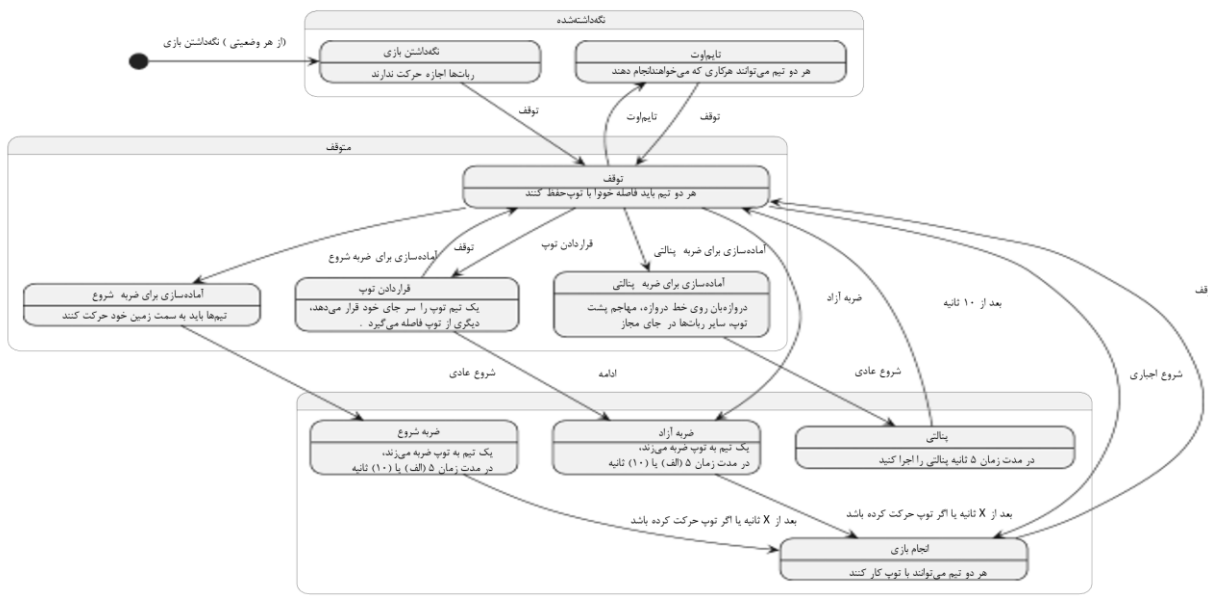 نگه‌داشته‌شده
(از هر وضعیتی ) نگه‌داشتن بازی
نگه‌داشتن بازی
ربات‌ها اجازه حرکت ندارند
تایم‌اوت
هر دو تیم می‌توانند هرکاری که می‌خواهندانجام دهند
توقف
تایم‌اوت
توقف
متوقف
توقف
هر دو تیم باید فاصله خودرا با توپ‌حفظ کنند
آماده‌سازی برای ضربه شروع
توقف
قراردادن توپ
آماده‌سازی برای ضربه پنالتی
ضربه آزاد
بعد از ۱۰ ثانیه
قف
آماده‌سازی برای ضربه شروع
تیم‌ها باید به سمت زمین خود حرکت کنند
قراردادن توپ
یک تیم توپ را سر جای خود قرار می‌دهد،
دیگری از توپ فاصله می‌گیرد .
آماده‌سازی برای ضربه پنالتی
دروازه‌بان روی خط دروازه، مهاجم پشت
توپ، سایر ربات‌ها در جای مجاز
شروع عادی
ادامه
شروع عادی
شروع اجباری
ضربه شروع
یک تیم به توپ ضربه می‌زند،
در مدت زمان ۵ (الف) یا (۱۰) ثانیه
ضربه آزاد
یک تیم به توپ ضربه می‌زند،
در مدت زمان ۵ (الف) یا (۱۰) ثانیه
پنالتی
در مدت زمان ۵ ثانیه پنالتی را اجرا کنید
بعد از X ثانیه یا اگر توپ حرکت کرده باشد
بعد از X ثانیه یا اگر توپ حرکت کرده باشد
انجام بازی
هر دو تیم می‌توانند با توپ کار کنند